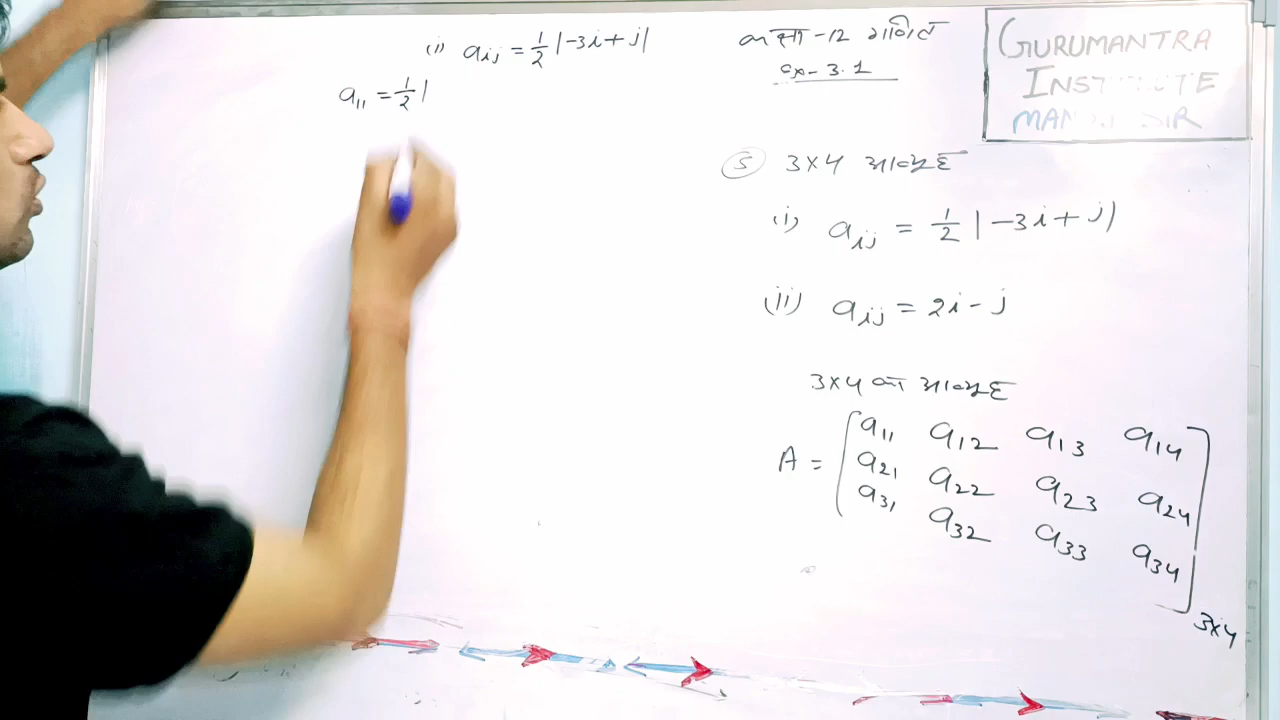 (i) aij = 1/2 |-3i + j|
a11 = 1/2 |
कक्षा -12 गणित
ex- 3.1
GURUMANTRA
INSTITUTE
(5) 3×4 आव्यूह
(i) aij = 1/2 |-3i + j|
(ii) aij = 2i - j
3×4 का आव्यूह
A = [a11 a12 a13 a14
a21 a22 a23 a24
a31 a32 a33 a34] 3×4